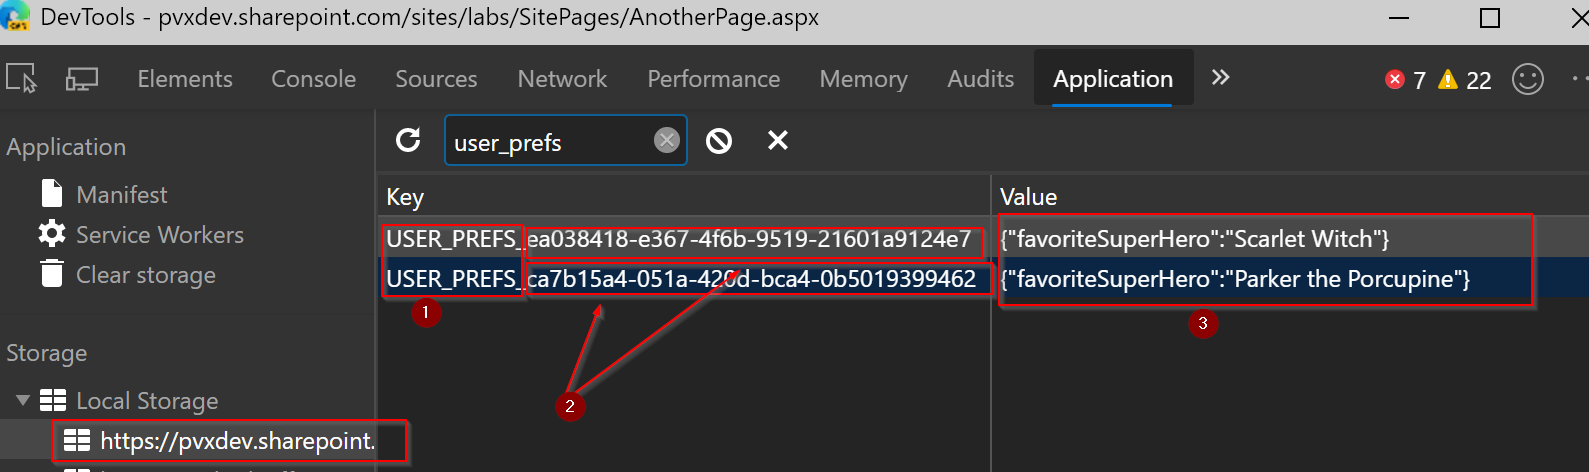 DevTools - pvxdev.sharepoint.com/sites/labs/SitePages/AnotherPage.aspx
Elements Console Sources Network Performance Memory Audits Application » 7 22
Application
user_prefs
Manifest
Service Workers
Clear storage
Key Value
USER_PREFS_ea038418-e367-4f6b-9519-21601a9124e7 {"favoriteSuperHero":"Scarlet Witch"}
USER_PREFS_ca7b15a4-051a-420d-bca4-0b5019399462 {"favoriteSuperHero":"Parker the Porcupine"}
1
3
2
Storage
Local Storage
https://pvxdev.sharepoint.